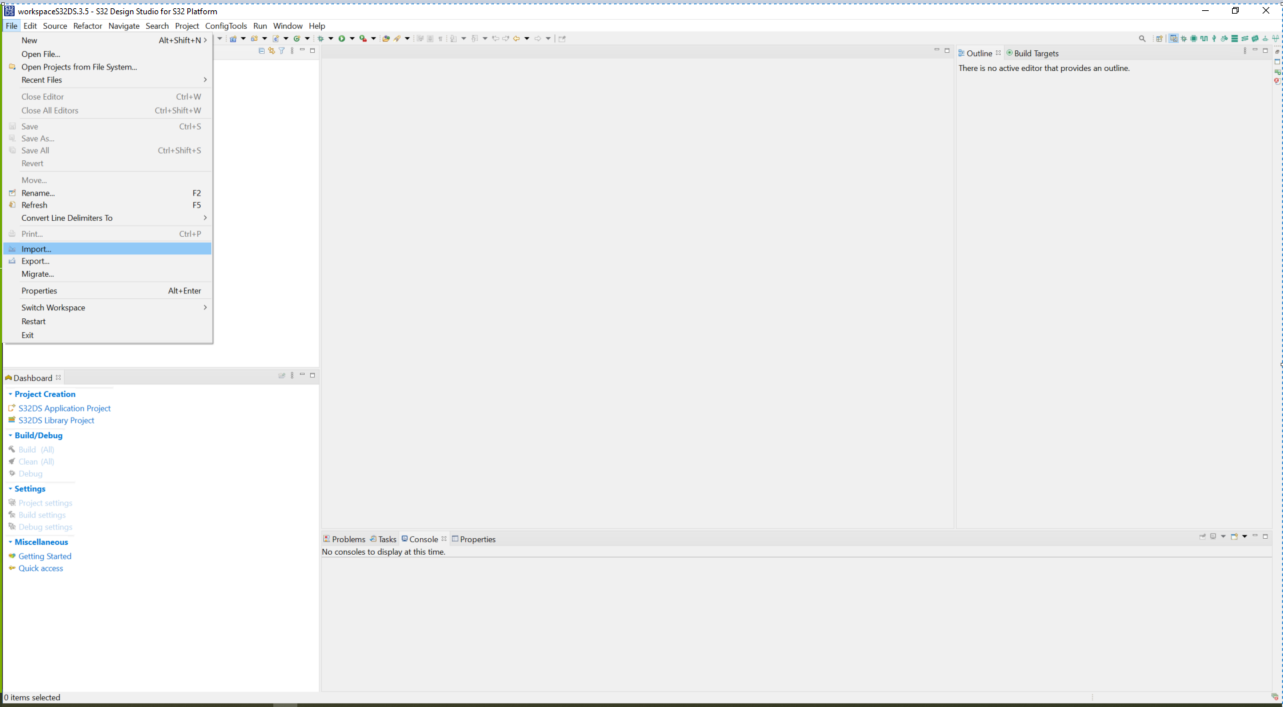 workspaceS32DS.3.5 - S32 Design Studio for S32 Platform
File Edit Source Refactor Navigate Search Project ConfigTools Run Window Help
New Alt+Shift+N
Open File...
Open Projects from File System...
Recent Files
Close Editor Ctrl+W
Close All Editors Ctrl+Shift+W
Save Ctrl+S
Save As...
Save All Ctrl+Shift+S
Revert
Move...
Rename... F2
Refresh F5
Convert Line Delimiters To
Print... Ctrl+P
Import...
Export...
Migrate...
Properties Alt+Enter
Switch Workspace
Restart
Exit
Outline Build Targets
There is no active editor that provides an outline.
Dashboard
Project Creation
S32DS Application Project
S32DS Library Project
Build/Debug
Build (All)
Clean (All)
Debug
Settings
Project settings
Build settings
Debug settings
Miscellaneous
Getting Started
Quick access
Problems Tasks Console Properties
No consoles to display at this time.
0 items selected